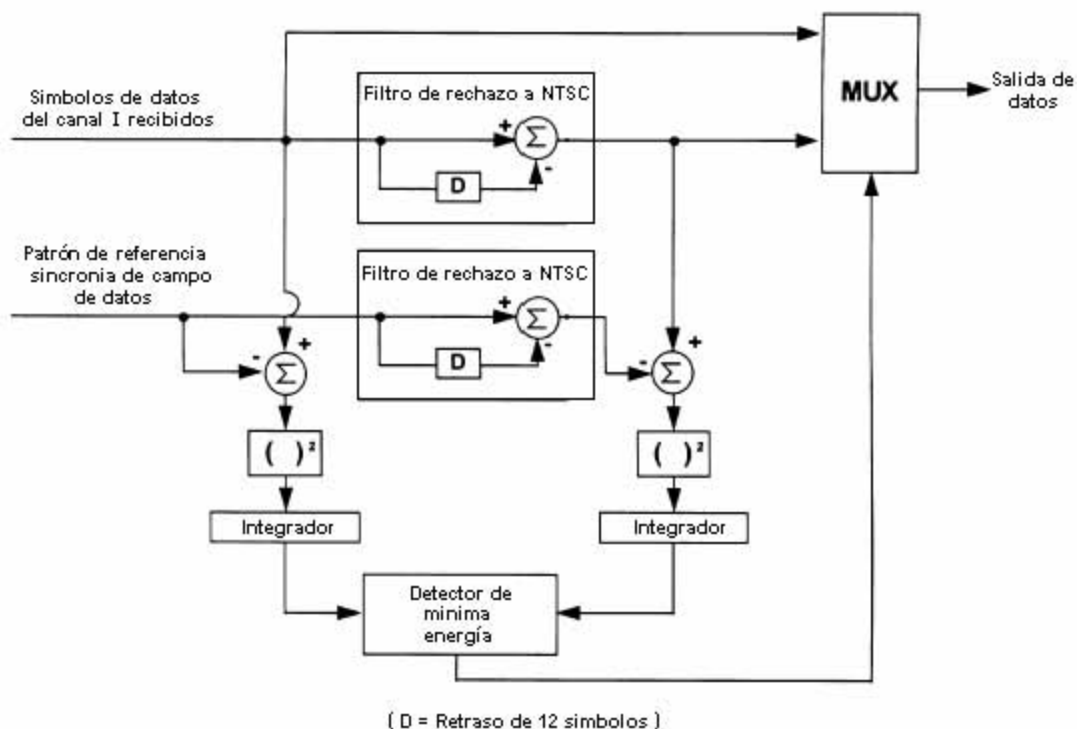 Simbolos de datos
del canal I recibidos
Filtro de rechazo a NTSC
+
Σ
-
D
MUX
Salida de
datos
Patrón de referencia
sincronia de campo
de datos
Filtro de rechazo a NTSC
+
Σ
-
D
-
+
Σ
-
+
Σ
( )²
( )²
Integrador
Integrador
Detector de
minima
energía
( D = Retraso de 12 simbolos )